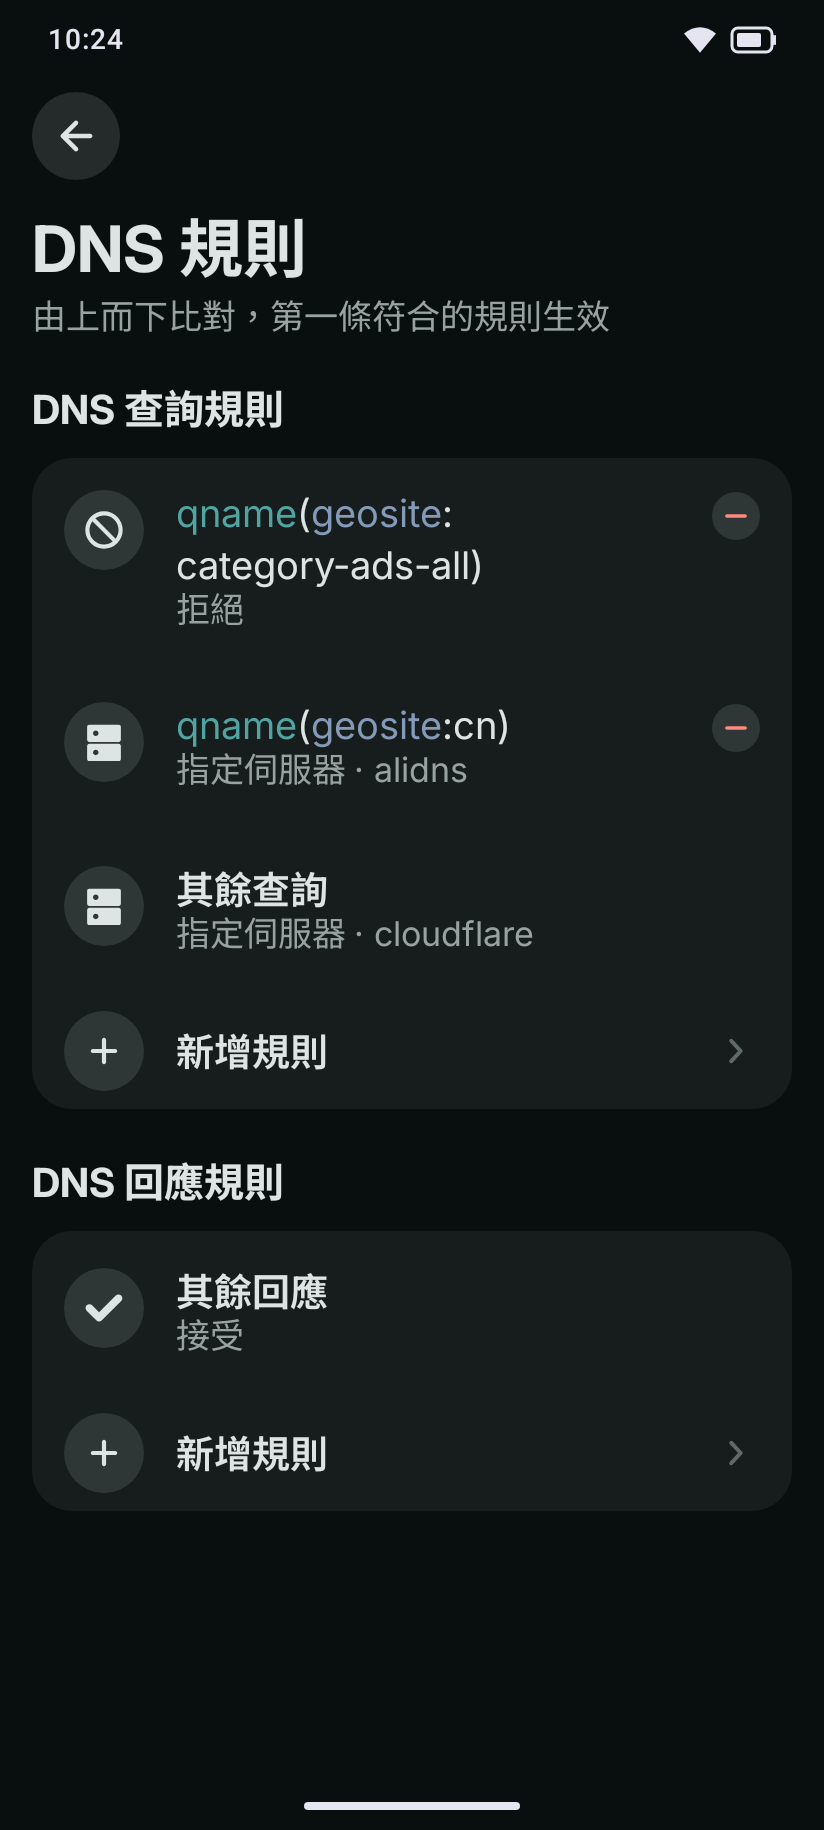 10:24
DNS 規則
由上而下比對，第一條符合的規則生效
DNS 查詢規則
qname(geosite:
category-ads-all)
拒絕
qname(geosite:cn)
指定伺服器 · alidns
其餘查詢
指定伺服器 · cloudflare
新增規則
DNS 回應規則
其餘回應
接受
新增規則